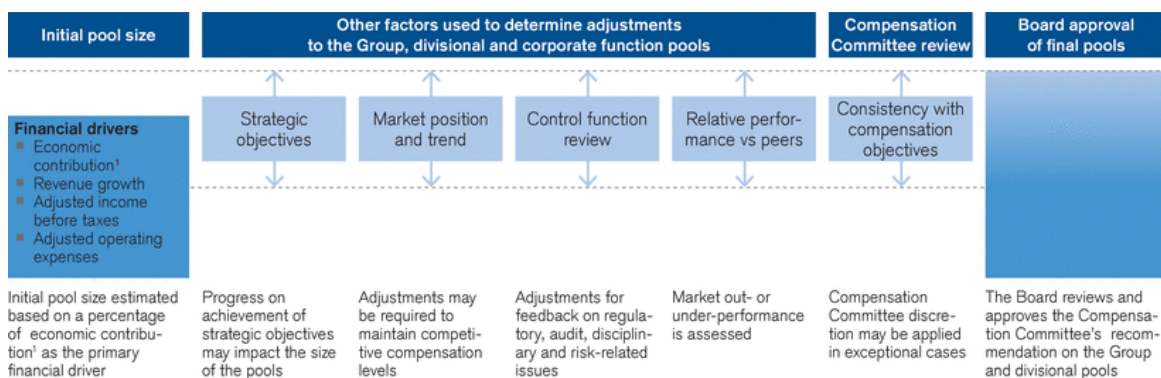 Initial pool size
Other factors used to determine adjustments
to the Group, divisional and corporate function pools
Compensation
Committee review
Board approval
of final pools
Financial drivers
Economic
contribution¹
Revenue growth
Adjusted income
before taxes
Adjusted operating
expenses
Strategic
objectives
Market position
and trend
Control function
review
Relative perfor-
mance vs peers
Consistency with
compensation
objectives
Initial pool size estimated
based on a percentage
of economic contribu-
tion¹ as the primary
financial driver
Progress on
achievement of
strategic objectives
may impact the size
of the pools
Adjustments may
be required to
maintain competi-
tive compensation
levels
Adjustments for
feedback on regula-
tory, audit, discipli-
nary and risk-related
issues
Market out- or
under-performance
is assessed
Compensation
Committee discre-
tion may be applied
in exceptional cases
The Board reviews and
approves the Compensa-
tion Committee's recom-
mendation on the Group
and divisional pools